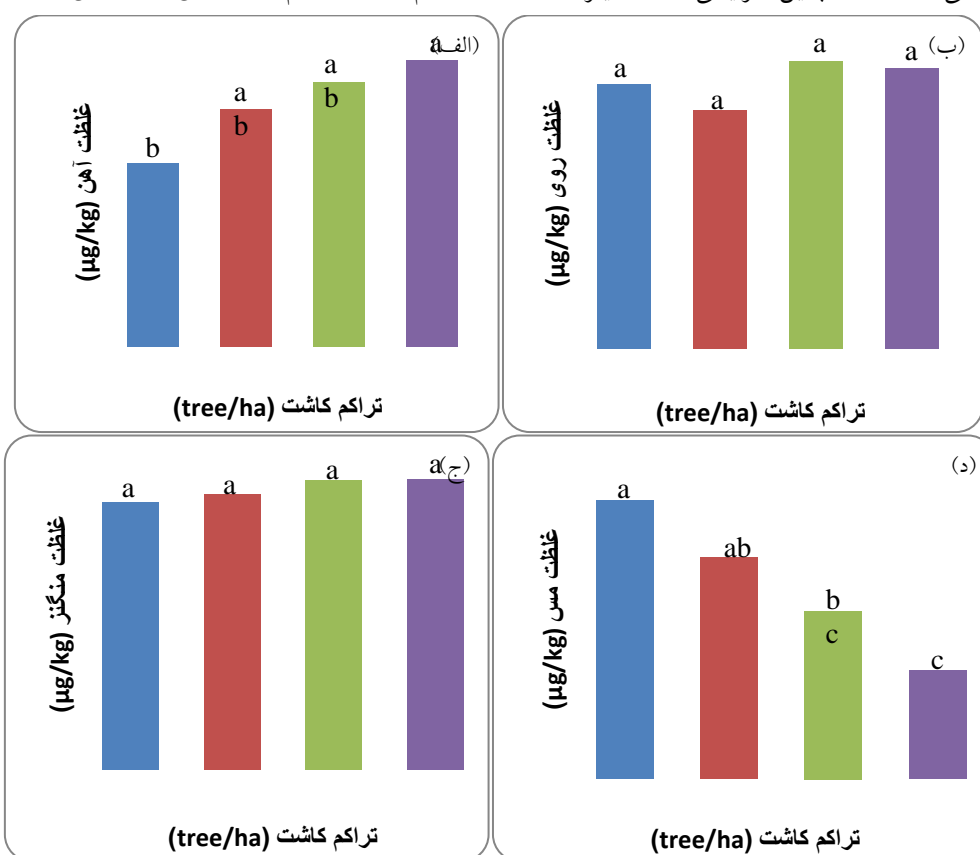 (الف)
a
a
b
a
b
b
غلظت آهن (µg/kg)
تراکم کاشت (tree/ha)
(ب)
a
a
a
a
غلظت روی (µg/kg)
تراکم کاشت (tree/ha)
(ج)
a
a
a
a
غلظت منگنز (µg/kg)
تراکم کاشت (tree/ha)
(د)
a
ab
b
c
c
غلظت مس (µg/kg)
تراکم کاشت (tree/ha)